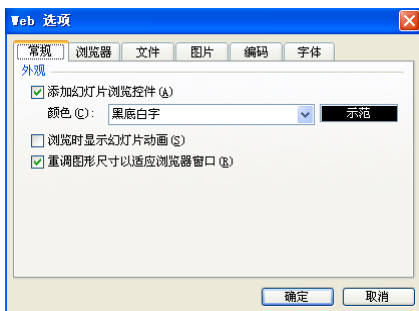 Web 选项
常规 浏览器 文件 图片 编码 字体
外观
添加幻灯片浏览控件(A)
颜色(C): 黑底白字 示范
浏览时显示幻灯片动画(S)
重调图形尺寸以适应浏览器窗口(R)
确定 取消